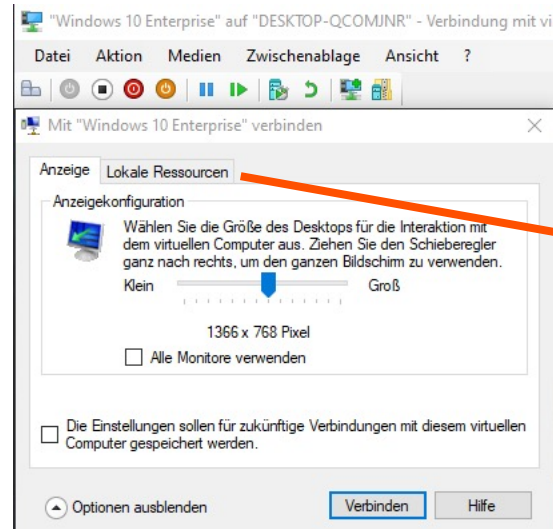 "Windows 10 Enterprise" auf "DESKTOP-QCOMJNR" - Verbindung mit vi
Datei Aktion Medien Zwischenablage Ansicht ?
Mit "Windows 10 Enterprise" verbinden
Anzeige Lokale Ressourcen
Anzeigekonfiguration
Wählen Sie die Größe des Desktops für die Interaktion mit
dem virtuellen Computer aus. Ziehen Sie den Schieberegler
ganz nach rechts, um den ganzen Bildschirm zu verwenden.
Klein Groß
1366 x 768 Pixel
Alle Monitore verwenden
Die Einstellungen sollen für zukünftige Verbindungen mit diesem virtuellen
Computer gespeichert werden.
Optionen ausblenden Verbinden Hilfe